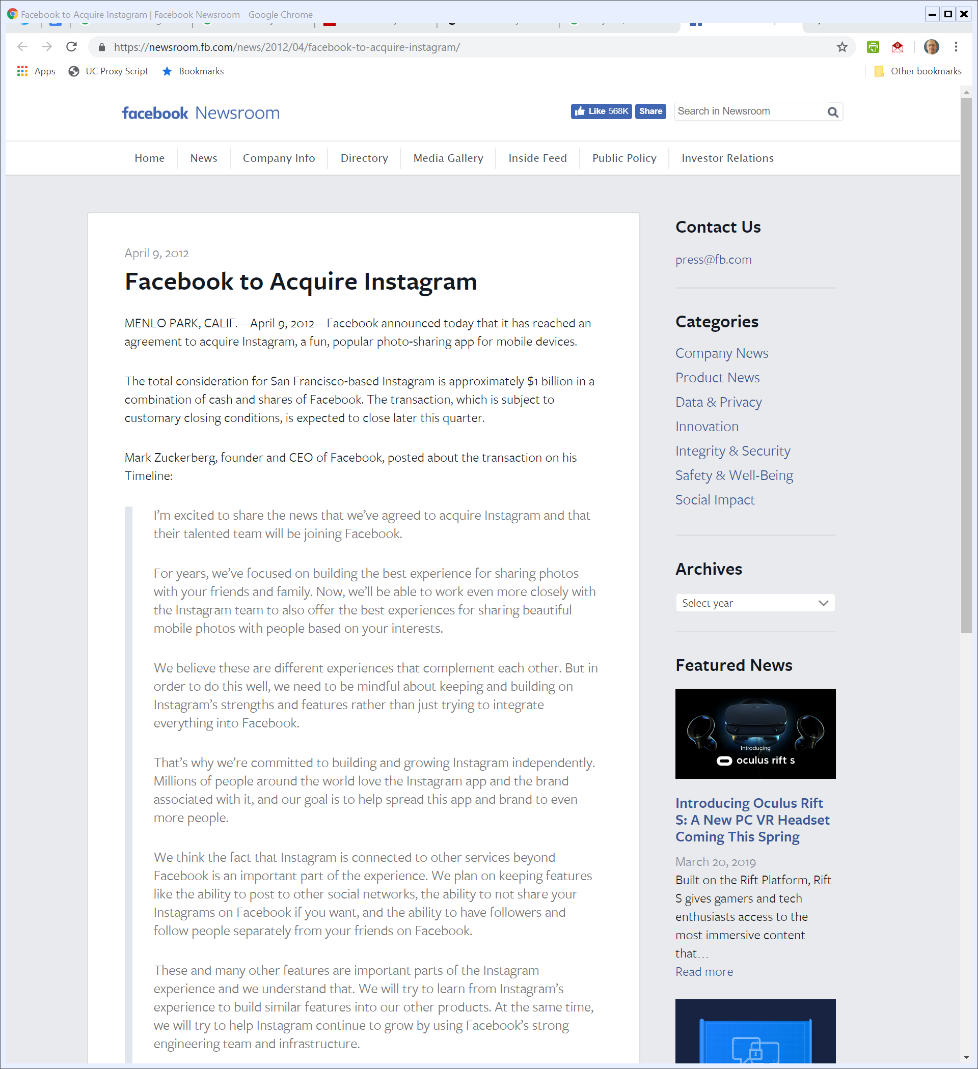 Facebook to Acquire Instagram | Facebook Newsroom - Google Chrome
https://newsroom.fb.com/news/2012/04/facebook-to-acquire-instagram/
Apps UC Proxy Script Bookmarks Other bookmarks
facebook Newsroom
Like 568K Share Search in Newsroom
Home News Company Info Directory Media Gallery Inside Feed Public Policy Investor Relations
April 9, 2012
Facebook to Acquire Instagram
MENLO PARK, CALIF.—April 9, 2012—Facebook announced today that it has reached an
agreement to acquire Instagram, a fun, popular photo-sharing app for mobile devices.
The total consideration for San Francisco-based Instagram is approximately $1 billion in a
combination of cash and shares of Facebook. The transaction, which is subject to
customary closing conditions, is expected to close later this quarter.
Mark Zuckerberg, founder and CEO of Facebook, posted about the transaction on his
Timeline:
I'm excited to share the news that we've agreed to acquire Instagram and that
their talented team will be joining Facebook.
For years, we've focused on building the best experience for sharing photos
with your friends and family. Now, we'll be able to work even more closely with
the Instagram team to also offer the best experiences for sharing beautiful
mobile photos with people based on your interests.
We believe these are different experiences that complement each other. But in
order to do this well, we need to be mindful about keeping and building on
Instagram's strengths and features rather than just trying to integrate
everything into Facebook.
That's why we're committed to building and growing Instagram independently.
Millions of people around the world love the Instagram app and the brand
associated with it, and our goal is to help spread this app and brand to even
more people.
We think the fact that Instagram is connected to other services beyond
Facebook is an important part of the experience. We plan on keeping features
like the ability to post to other social networks, the ability to not share your
Instagrams on Facebook if you want, and the ability to have followers and
follow people separately from your friends on Facebook.
These and many other features are important parts of the Instagram
experience and we understand that. We will try to learn from Instagram's
experience to build similar features into our other products. At the same time,
we will try to help Instagram continue to grow by using Facebook's strong
engineering team and infrastructure.
Contact Us
press@fb.com
Categories
Company News
Product News
Data & Privacy
Innovation
Integrity & Security
Safety & Well-Being
Social Impact
Archives
Select year
Featured News
Introducing
oculus rift s
Introducing Oculus Rift
S: A New PC VR Headset
Coming This Spring
March 20, 2019
Built on the Rift Platform, Rift
S gives gamers and tech
enthusiasts access to the
most immersive content
that…
Read more